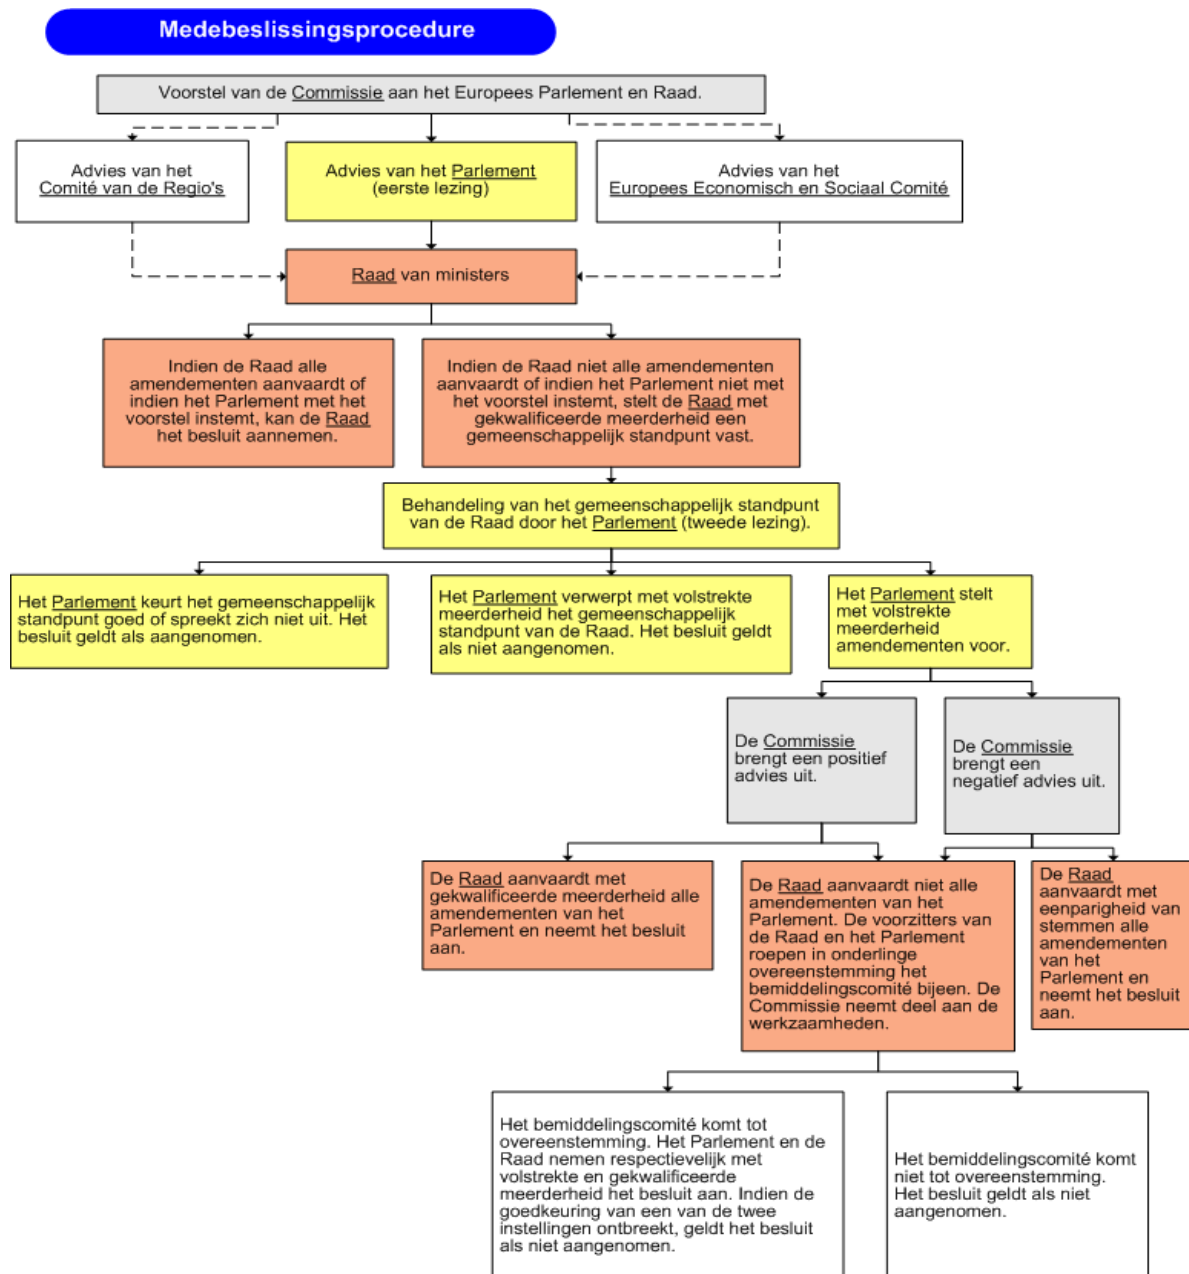 Medebeslissingsprocedure
Voorstel van de Commissie aan het Europees Parlement en Raad.
Advies van het
Comité van de Regio's
Advies van het Parlement
(eerste lezing)
Advies van het
Europees Economisch en Sociaal Comité
Raad van ministers
Indien de Raad alle
amendementen aanvaardt of
indien het Parlement met het
voorstel instemt, kan de Raad
het besluit aannemen.
Indien de Raad niet alle amendementen
aanvaardt of indien het Parlement niet met
het voorstel instemt, stelt de Raad met
gekwalificeerde meerderheid een
gemeenschappelijk standpunt vast.
Behandeling van het gemeenschappelijk standpunt
van de Raad door het Parlement (tweede lezing).
Het Parlement keurt het gemeenschappelijk
standpunt goed of spreekt zich niet uit. Het
besluit geldt als aangenomen.
Het Parlement verwerpt met volstrekte
meerderheid het gemeenschappelijk
standpunt van de Raad. Het besluit geldt
als niet aangenomen.
Het Parlement stelt
met volstrekte
meerderheid
amendementen voor.
De Commissie
brengt een positief
advies uit.
De Commissie
brengt een
negatief advies uit.
De Raad aanvaardt met
gekwalificeerde meerderheid alle
amendementen van het
Parlement en neemt het besluit
aan.
De Raad aanvaardt niet alle
amendementen van het
Parlement. De voorzitters van
de Raad en het Parlement
roepen in onderlinge
overeenstemming het
bemiddelingscomité bijeen. De
Commissie neemt deel aan de
werkzaamheden.
De Raad
aanvaardt met
eenparigheid van
stemmen alle
amendementen
van het
Parlement en
neemt het besluit
aan.
Het bemiddelingscomité komt tot
overeenstemming. Het Parlement en de
Raad nemen respectievelijk met
volstrekte en gekwalificeerde
meerderheid het besluit aan. Indien de
goedkeuring van een van de twee
instellingen ontbreekt, geldt het besluit
als niet aangenomen.
Het bemiddelingscomité komt
niet tot overeenstemming.
Het besluit geldt als niet
aangenomen.